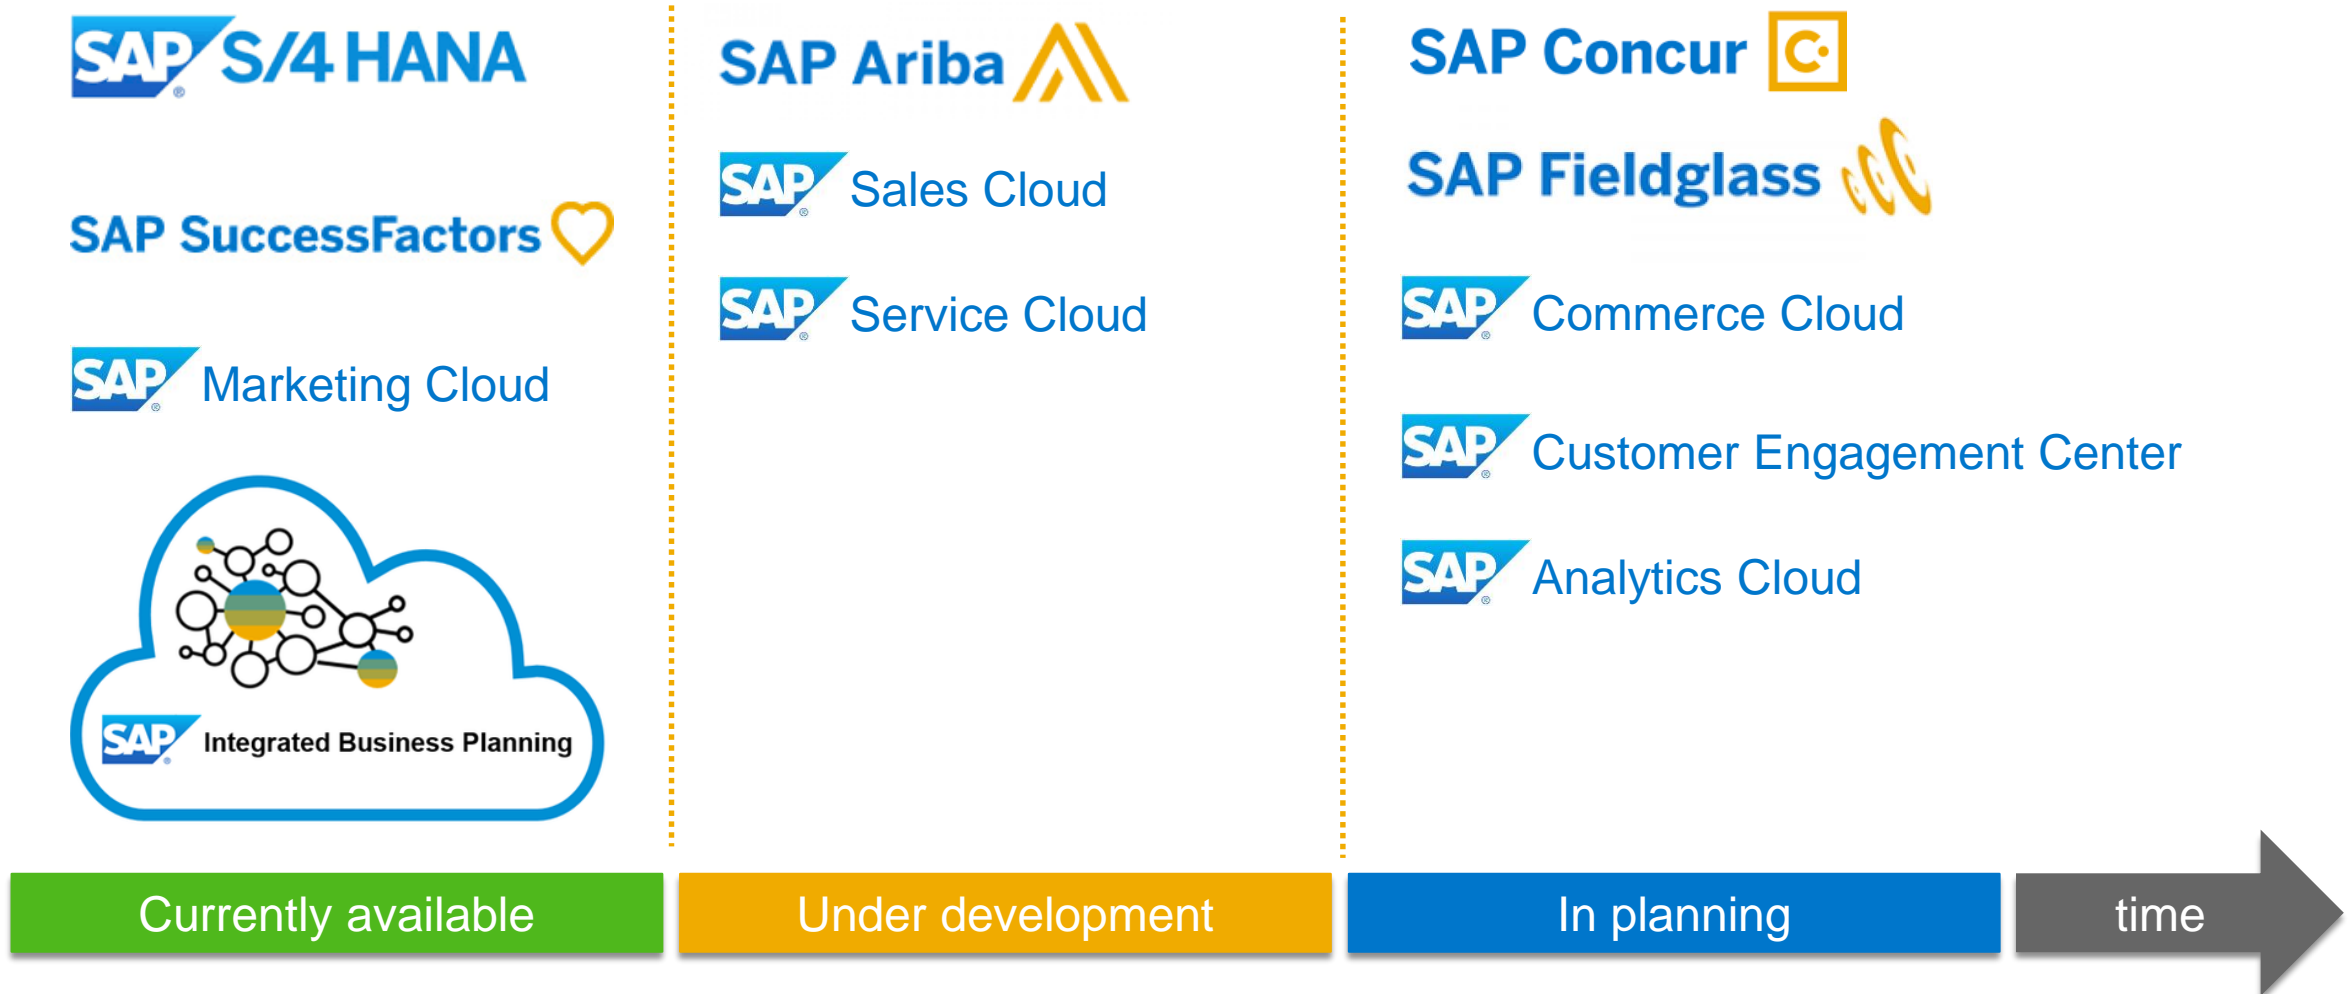 SAP S/4 HANA
®
SAP SuccessFactors
SAP Marketing Cloud
®
SAP Integrated Business Planning
®
SAP Ariba
SAP Sales Cloud
®
SAP Service Cloud
®
SAP Concur C
SAP Fieldglass
SAP Commerce Cloud
®
SAP Customer Engagement Center
®
SAP Analytics Cloud
®
Currently available
Under development
In planning
time